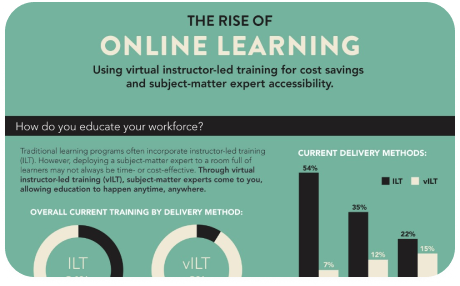 THE RISE OF
ONLINE LEARNING
Using virtual instructor-led training for cost savings
and subject-matter expert accessibility.
How do you educate your workforce?
Traditional learning programs often incorporate instructor-led training
(ILT). However, deploying a subject-matter expert to a room full of
learners may not always be time- or cost-effective. Through virtual
instructor-led training (vILT), subject-matter experts come to you,
allowing education to happen anytime, anywhere.
OVERALL CURRENT TRAINING BY DELIVERY METHOD:
ILT
vILT
CURRENT DELIVERY METHODS:
54%
ILT vILT
35%
22%
15%
12%
7%